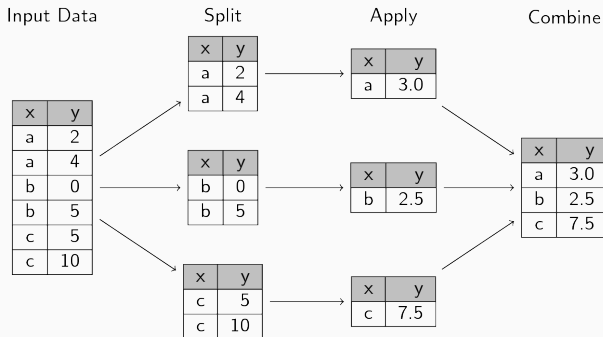 Input Data
x y
a 2
a 4
b 0
b 5
c 5
c 10
Split
x y
a 2
a 4
x y
b 0
b 5
x y
c 5
c 10
Apply
x y
a 3.0
x y
b 2.5
x y
c 7.5
Combine
x y
a 3.0
b 2.5
c 7.5